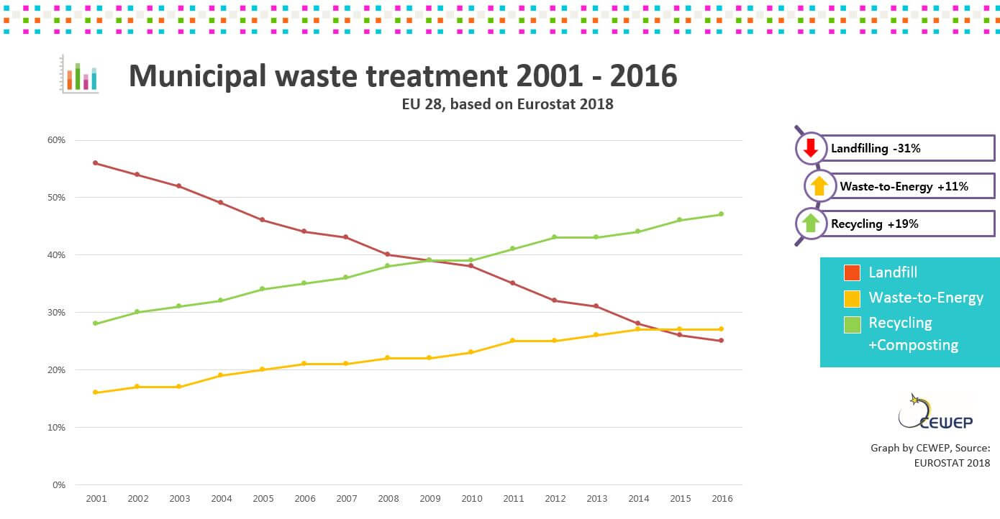 Municipal waste treatment 2001 - 2016
EU 28, based on Eurostat 2018
60%
50%
40%
30%
20%
10%
0%
2001 2002 2003 2004 2005 2006 2007 2008 2009 2010 2011 2012 2013 2014 2015 2016
Landfilling -31%
Waste-to-Energy +11%
Recycling +19%
Landfill
Waste-to-Energy
Recycling
+Composting
CEWEP
Graph by CEWEP, Source:
EUROSTAT 2018